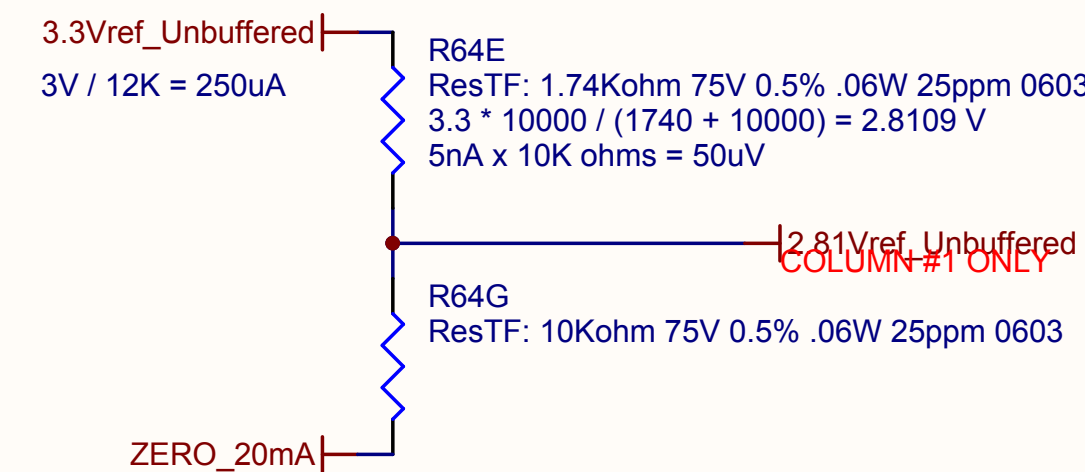 3.3Vref_Unbuffered
3V / 12K = 250uA
R64E
ResTF: 1.74Kohm 75V 0.5% .06W 25ppm 0603
3.3 * 10000 / (1740 + 10000) = 2.8109 V
5nA x 10K ohms = 50uV
2.81Vref_Unbuffered
COLUMN #1 ONLY
R64G
ResTF: 10Kohm 75V 0.5% .06W 25ppm 0603
ZERO_20mA